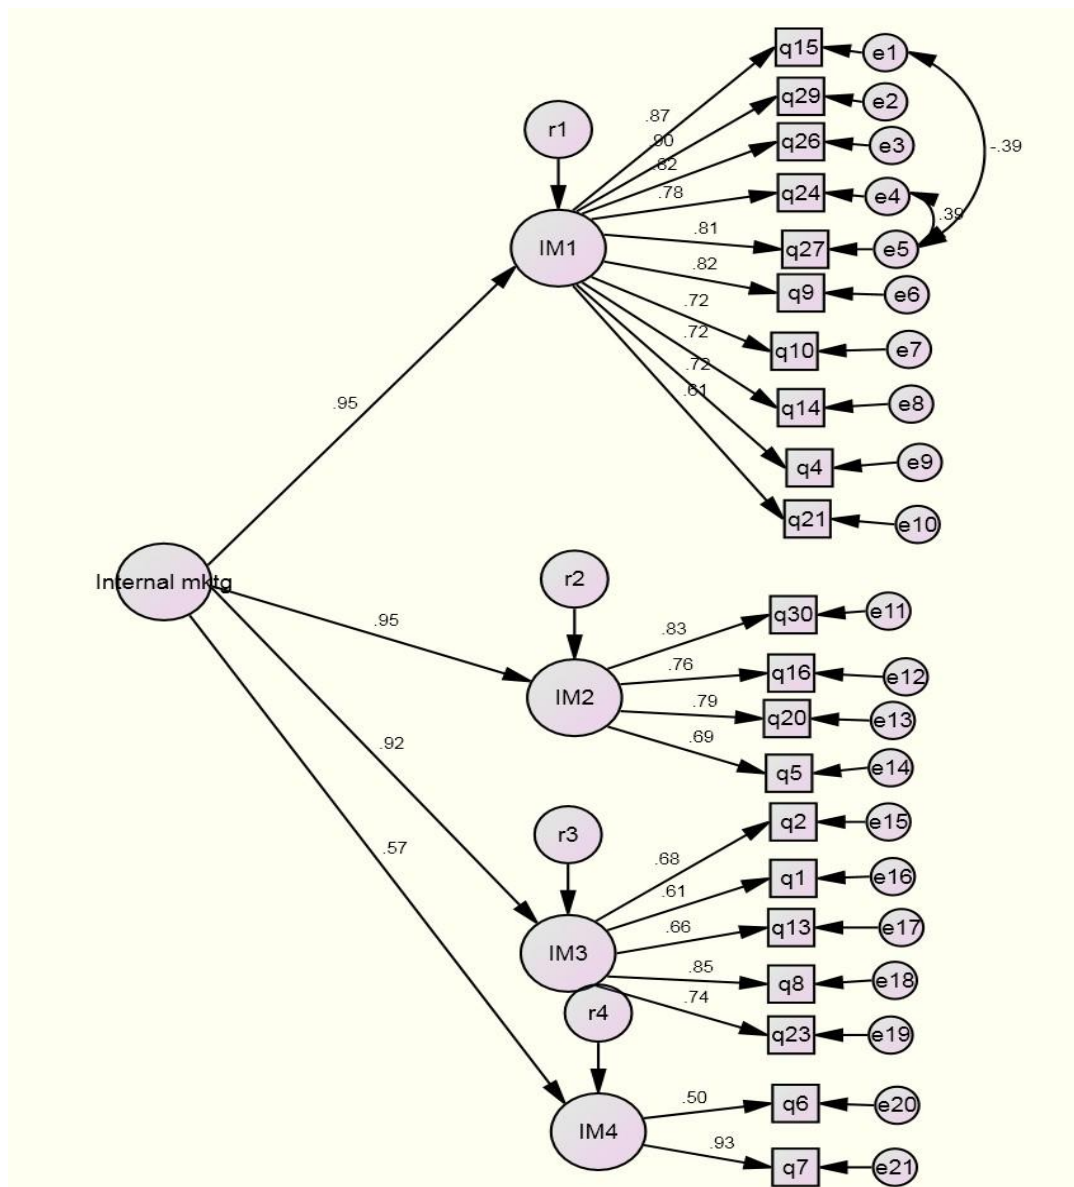 q15
e1
q29
e2
.87
r1
.90
q26
e3
-.39
.82
.78
q24
e4
.39
.81
IM1
q27
e5
.82
q9
e6
.72
.72
q10
e7
.72
.61
q14
e8
.95
q4
e9
q21
e10
Internal mktg
r2
.95
.83
q30
e11
.76
q16
e12
IM2
.79
q20
e13
.69
q5
e14
.92
r3
.68
q2
e15
.57
.61
q1
e16
.66
q13
e17
IM3
.85
q8
e18
.74
r4
q23
e19
.50
q6
e20
IM4
.93
q7
e21